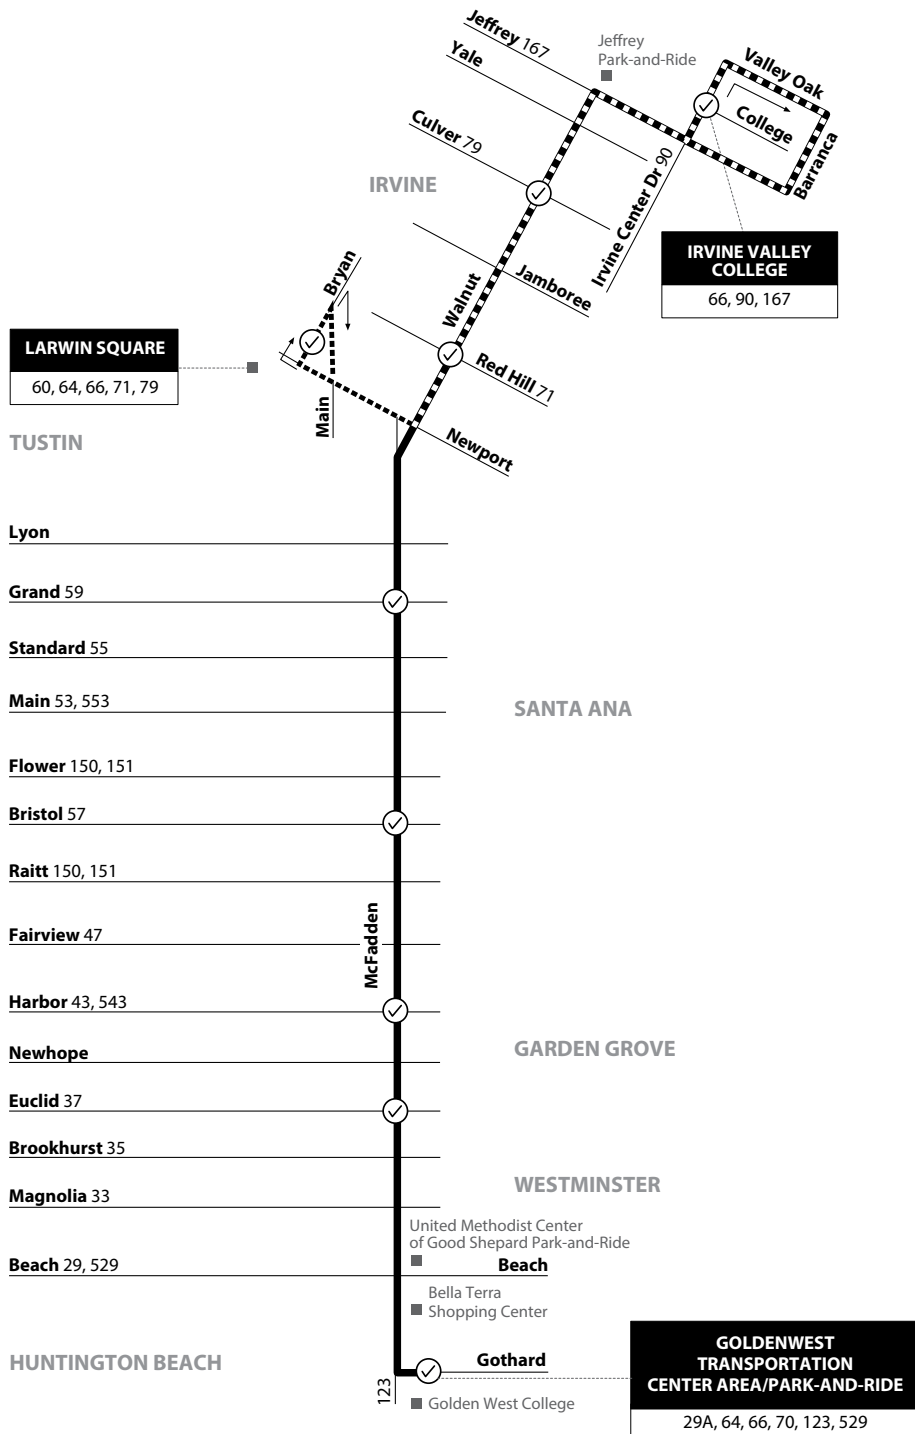 Jeffrey 167
Jeffrey
Park-and-Ride
Yale
Valley Oak
College
Culver 79
Barranca
Irvine Center Dr 90
IRVINE
IRVINE VALLEY
COLLEGE
66, 90, 167
Bryan
Jamboree
Walnut
LARWIN SQUARE
60, 64, 66, 71, 79
Red Hill 71
Main
TUSTIN
Newport
Lyon
Grand 59
Standard 55
Main 53, 553
SANTA ANA
Flower 150, 151
Bristol 57
Raitt 150, 151
McFadden
Fairview 47
Harbor 43, 543
Newhope
GARDEN GROVE
Euclid 37
Brookhurst 35
Magnolia 33
WESTMINSTER
United Methodist Center
of Good Shepard Park-and-Ride
Beach 29, 529
Beach
Bella Terra
Shopping Center
HUNTINGTON BEACH
Gothard
GOLDENWEST
TRANSPORTATION
CENTER AREA/PARK-AND-RIDE
29A, 64, 66, 70, 123, 529
123
Golden West College